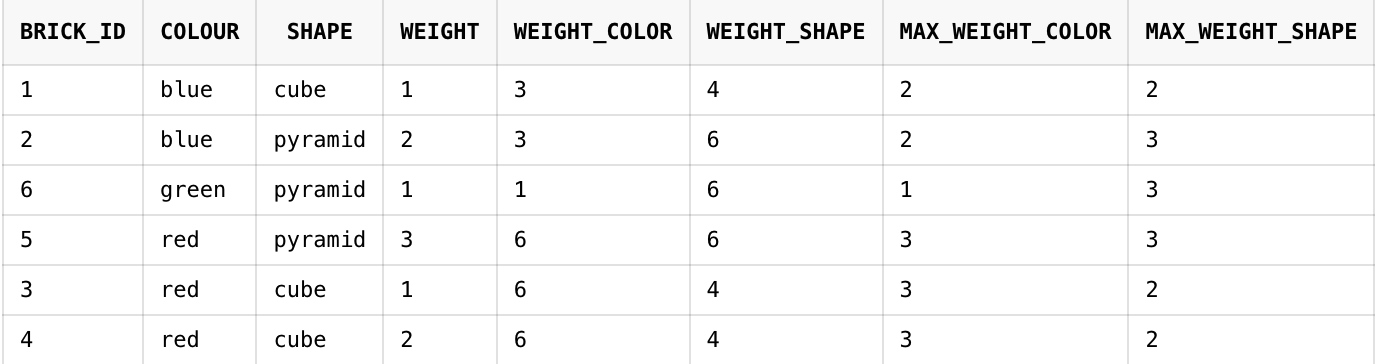 BRICK_ID COLOUR SHAPE WEIGHT WEIGHT_COLOR WEIGHT_SHAPE MAX_WEIGHT_COLOR MAX_WEIGHT_SHAPE
1 blue cube 1 3 4 2 2
2 blue pyramid 2 3 6 2 3
6 green pyramid 1 1 6 1 3
5 red pyramid 3 6 6 3 3
3 red cube 1 6 4 3 2
4 red cube 2 6 4 3 2